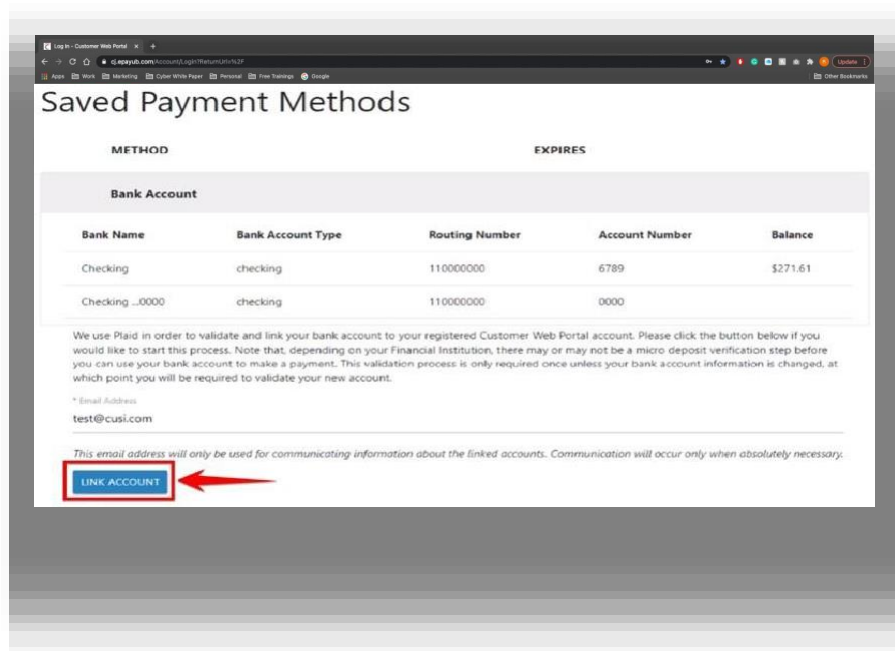 Log In - Customer Web Portal
cj.epayub.com/Account/Login?ReturnUrl=%2F
Update
Apps Work Marketing Cyber White Paper Personal Free Trainings Google Other Bookmarks
Saved Payment Methods
METHOD EXPIRES
Bank Account
Bank Name Bank Account Type Routing Number Account Number Balance
Checking checking 110000000 6789 $271.61
Checking ...0000 checking 110000000 0000
We use Plaid in order to validate and link your bank account to your registered Customer Web Portal account. Please click the button below if you
would like to start this process. Note that, depending on your Financial Institution, there may or may not be a micro deposit verification step before
you can use your bank account to make a payment. This validation process is only required once unless your bank account information is changed, at
which point you will be required to validate your new account.
* Email Address
test@cusi.com
This email address will only be used for communicating information about the linked accounts. Communication will occur only when absolutely necessary.
LINK ACCOUNT